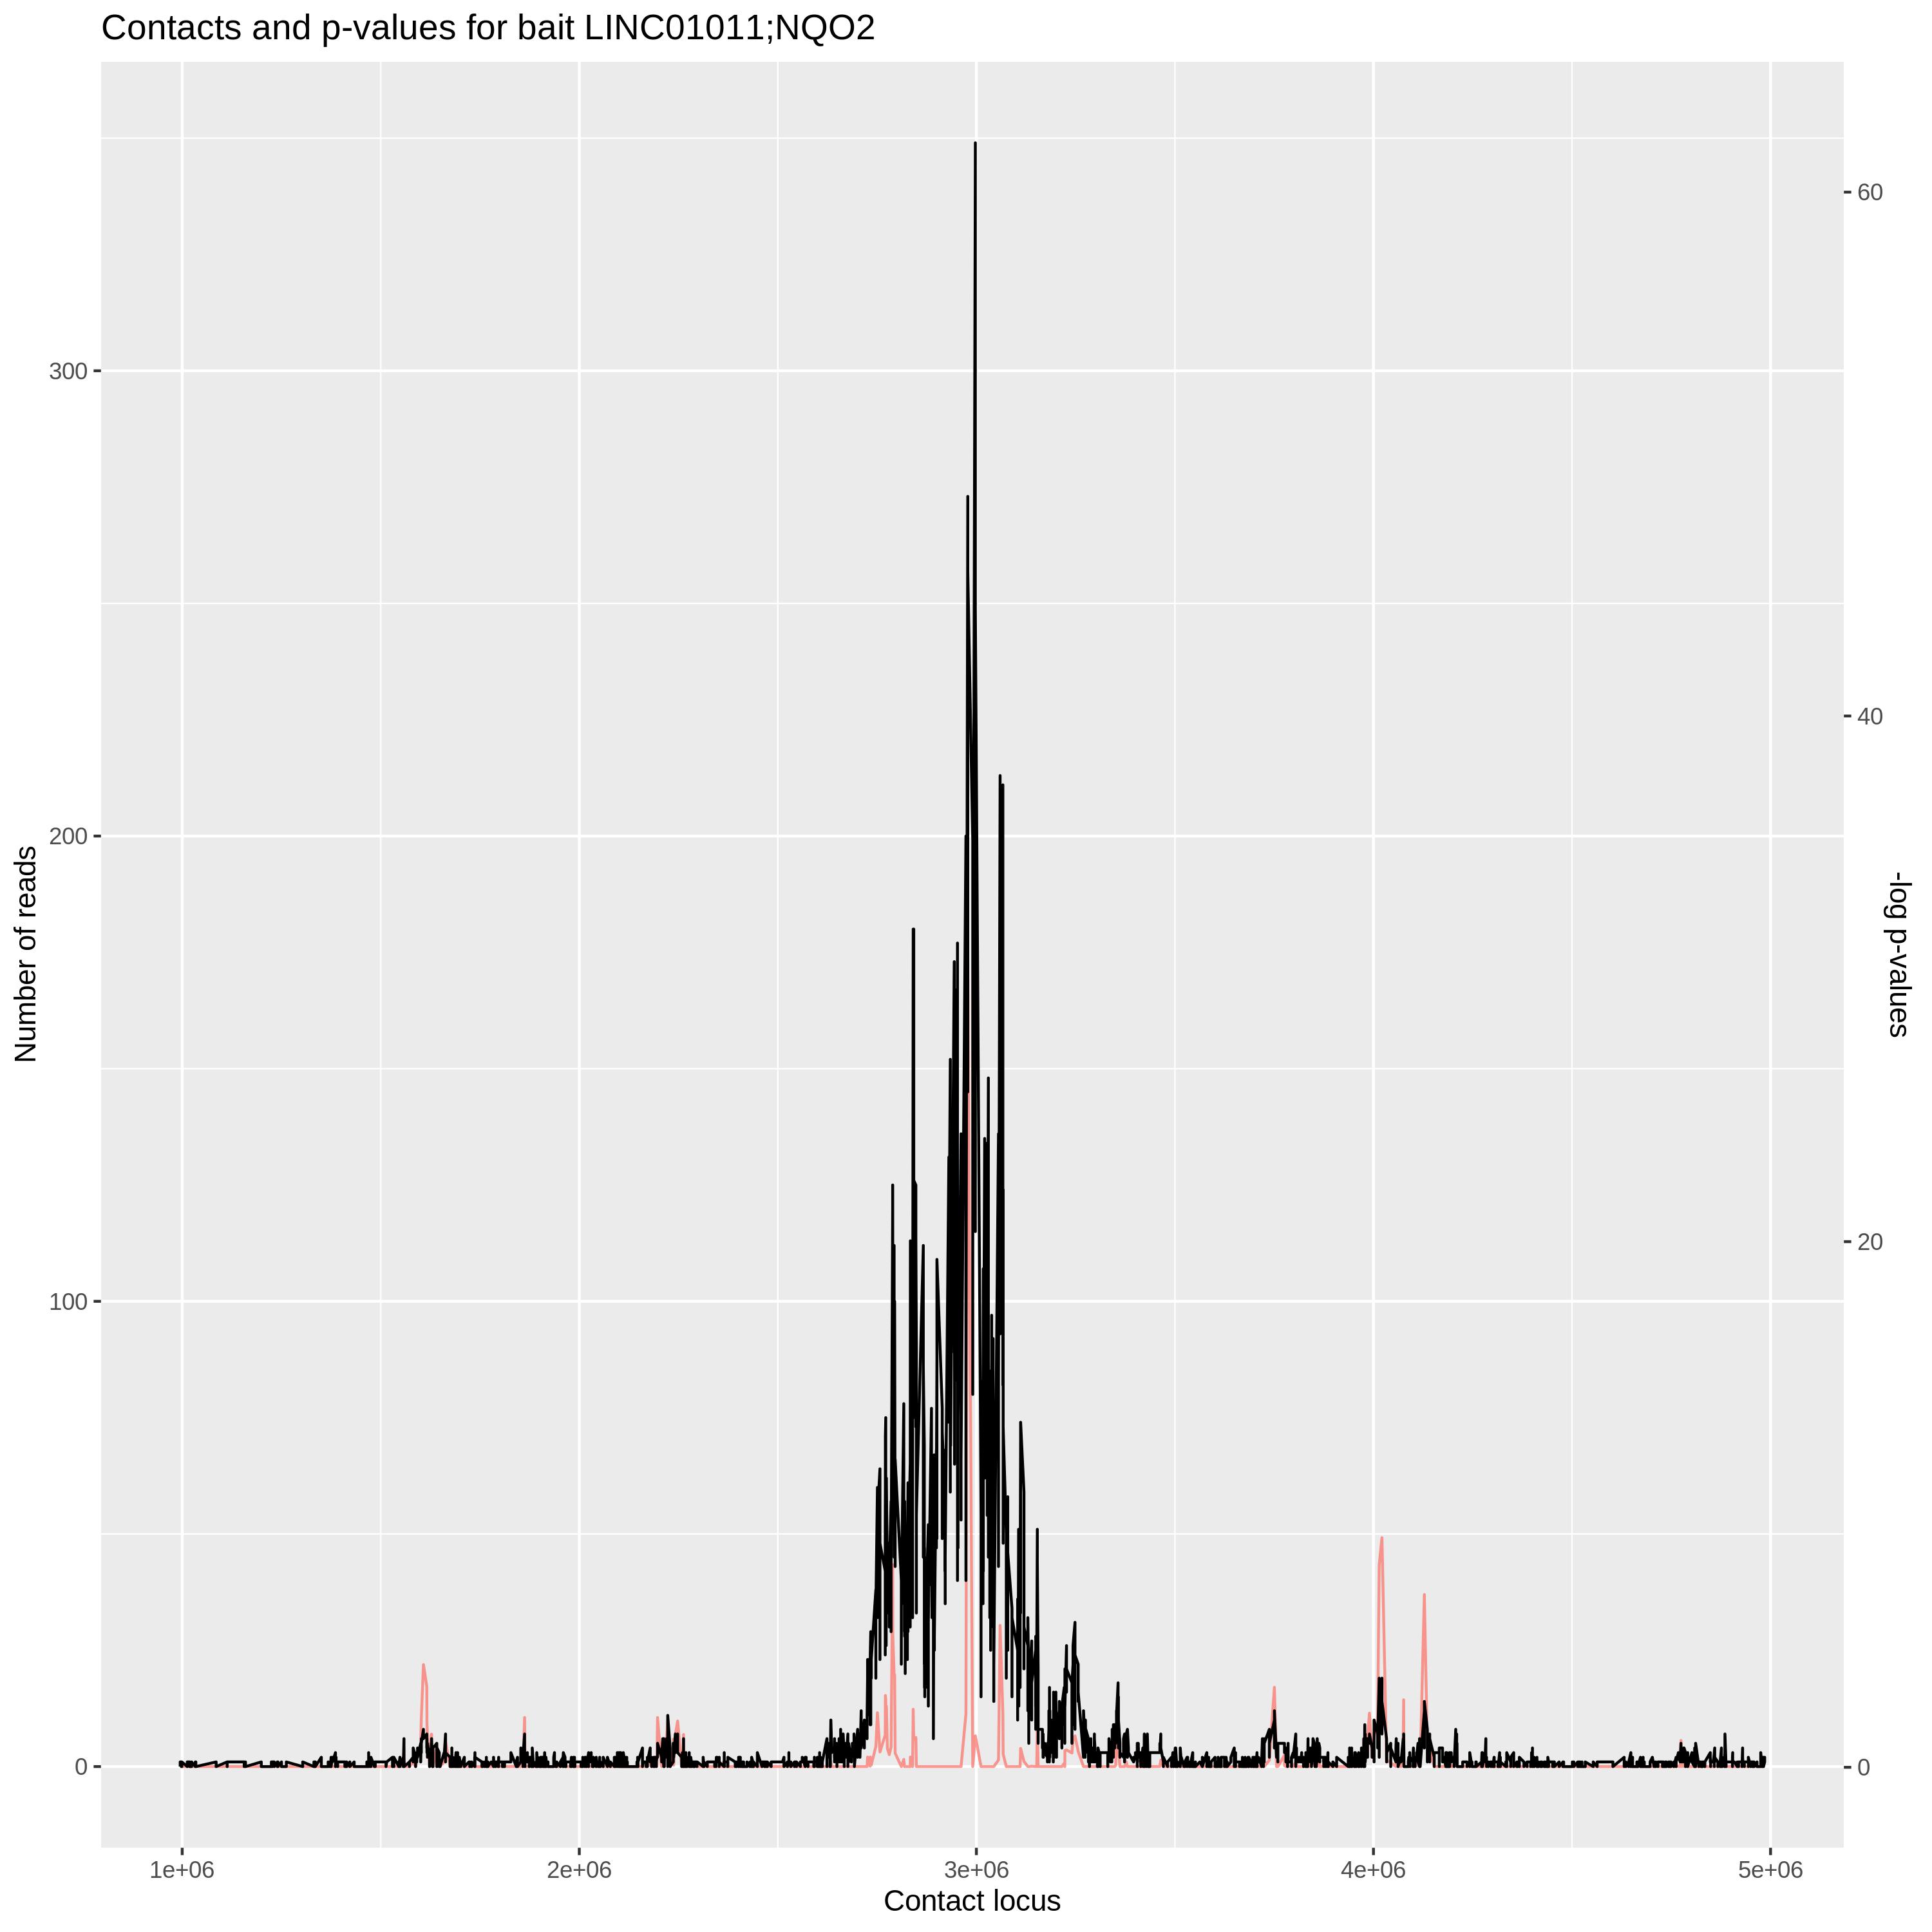 Contacts and p-values for bait LINC01011;NQO2
Number of reads
300
200
100
0
60
40
20
0
-log p-values
1e+06
2e+06
3e+06
4e+06
5e+06
Contact locus